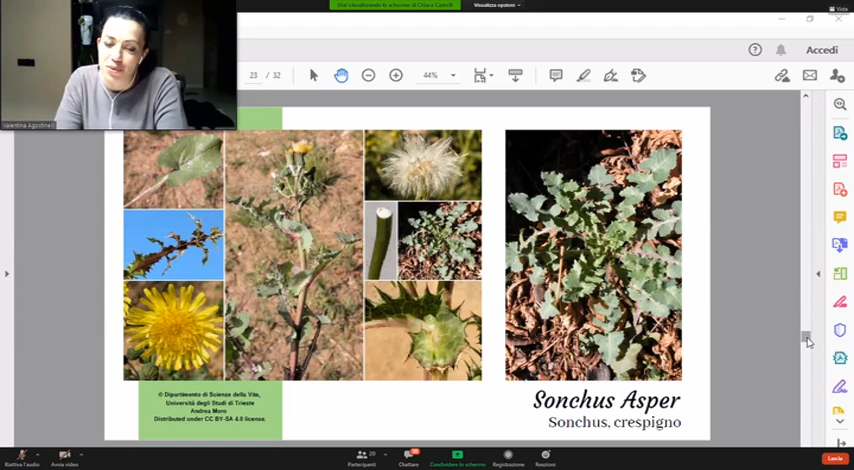 Stai visualizzando lo schermo di Chiara Castelli
Visualizza opzioni
Vista
Accedi
23 / 32
44%
Valentina Agostinelli
© Dipartimento di Scienze della Vita,
Università degli Studi di Trieste
Andrea Moro
Distributed under CC BY-SA 4.0 license.
Sonchus Asper
Sonchus, crespigno
Riattiva l'audio
Avvia video
Partecipanti
20
Chattare
Condividere lo schermo
Registrazione
Reazioni
Lascia